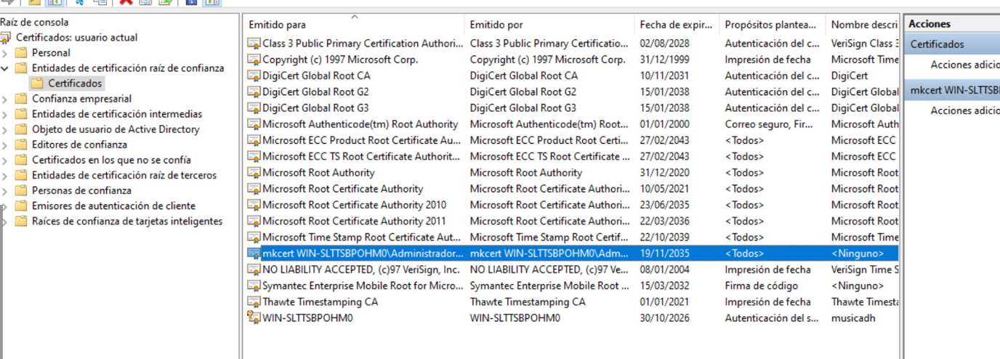 Raíz de consola
Certificados: usuario actual
Personal
Entidades de certificación raíz de confianza
Certificados
Confianza empresarial
Entidades de certificación intermedias
Objeto de usuario de Active Directory
Editores de confianza
Certificados en los que no se confía
Entidades de certificación raíz de terceros
Personas de confianza
Emisores de autenticación de cliente
Raíces de confianza de tarjetas inteligentes
Emitido para Emitido por Fecha de expir... Propósitos plantea... Nombre descri
Class 3 Public Primary Certification Authori... Class 3 Public Primary Certificatio... 02/08/2028 Autenticación del c... VeriSign Class 3
Copyright (c) 1997 Microsoft Corp. Copyright (c) 1997 Microsoft Corp. 31/12/1999 Impresión de fecha Microsoft Time
DigiCert Global Root CA DigiCert Global Root CA 10/11/2031 Autenticación del c... DigiCert
DigiCert Global Root G2 DigiCert Global Root G2 15/01/2038 Autenticación del c... DigiCert Global
DigiCert Global Root G3 DigiCert Global Root G3 15/01/2038 Autenticación del c... DigiCert Global
Microsoft Authenticode(tm) Root Authority Microsoft Authenticode(tm) Root... 01/01/2000 Correo seguro, Fir... Microsoft Auth
Microsoft ECC Product Root Certificate Au... Microsoft ECC Product Root Certi... 27/02/2043 <Todos> Microsoft ECC
Microsoft ECC TS Root Certificate Authorit... Microsoft ECC TS Root Certificate ... 27/02/2043 <Todos> Microsoft ECC
Microsoft Root Authority Microsoft Root Authority 31/12/2020 <Todos> Microsoft Root
Microsoft Root Certificate Authority Microsoft Root Certificate Authori... 10/05/2021 <Todos> Microsoft Root
Microsoft Root Certificate Authority 2010 Microsoft Root Certificate Authori... 23/06/2035 <Todos> Microsoft Root
Microsoft Root Certificate Authority 2011 Microsoft Root Certificate Authori... 22/03/2036 <Todos> Microsoft Root
Microsoft Time Stamp Root Certificate Aut... Microsoft Time Stamp Root Certif... 22/10/2039 <Todos> Microsoft Time
mkcert WIN-SLTTSBPOHM0\Administrador... mkcert WIN-SLTTSBPOHM0\Adm... 19/11/2035 <Todos> <Ninguno>
NO LIABILITY ACCEPTED, (c)97 VeriSign, Inc. NO LIABILITY ACCEPTED, (c)97 Ve... 08/01/2004 Impresión de fecha VeriSign Time S
Symantec Enterprise Mobile Root for Micro... Symantec Enterprise Mobile Root ... 15/03/2032 Firma de código <Ninguno>
Thawte Timestamping CA Thawte Timestamping CA 01/01/2021 Impresión de fecha Thawte Timesta
WIN-SLTTSBPOHM0 WIN-SLTTSBPOHM0 30/10/2026 Autenticación del s... musicadh
Acciones
Certificados
Acciones adicio
mkcert WIN-SLTTSB
Acciones adicio